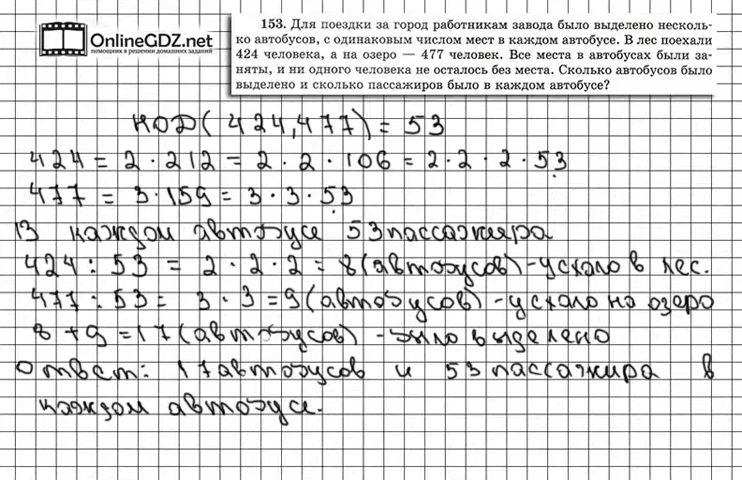 OnlineGDZ.net
помощник в решении домашних заданий
153. Для поездки за город работникам завода было выделено несколь-
ко автобусов, с одинаковым числом мест в каждом автобусе. В лес поехали
424 человека, а на озеро — 477 человек. Все места в автобусах были за-
няты, и ни одного человека не осталось без места. Сколько автобусов было
выделено и сколько пассажиров было в каждом автобусе?
НОД(424,477)=53
424 = 2·212 = 2·2·106 = 2·2·2·53
477 = 3·159 = 3·3·53
В каждом автобусе 53 пассажира
424:53 = 2·2·2 = 8(автобусов)-уехало в лес.
477:53 = 3·3 = 9(автобусов)-уехало на озеро
8+9=17(автобусов)-было выделено
Ответ: 17 автобусов и 53 пассажира в
каждом автобусе.